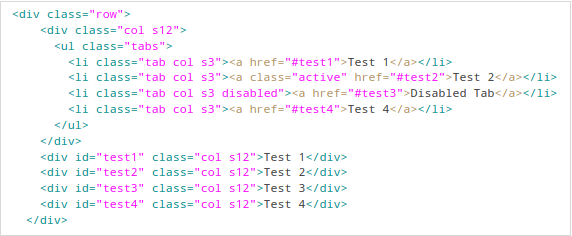 <div class="row">
    <div class="col s12">
      <ul class="tabs">
        <li class="tab col s3"><a href="#test1">Test 1</a></li>
        <li class="tab col s3"><a class="active" href="#test2">Test 2</a></li>
        <li class="tab col s3 disabled"><a href="#test3">Disabled Tab</a></li>
        <li class="tab col s3"><a href="#test4">Test 4</a></li>
      </ul>
    </div>
    <div id="test1" class="col s12">Test 1</div>
    <div id="test2" class="col s12">Test 2</div>
    <div id="test3" class="col s12">Test 3</div>
    <div id="test4" class="col s12">Test 4</div>
  </div>